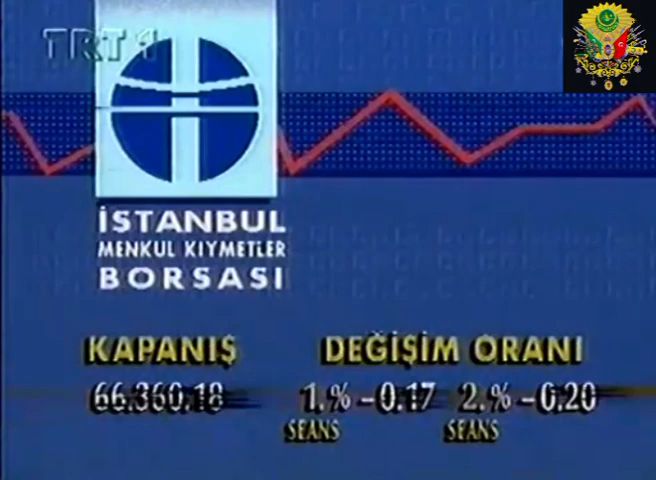 TRT 1
İSTANBUL
MENKUL KIYMETLER
BORSASI
KAPANIŞ DEĞİŞİM ORANI
66.360.18 1.% -0.17 2.% -0.20
SEANS SEANS